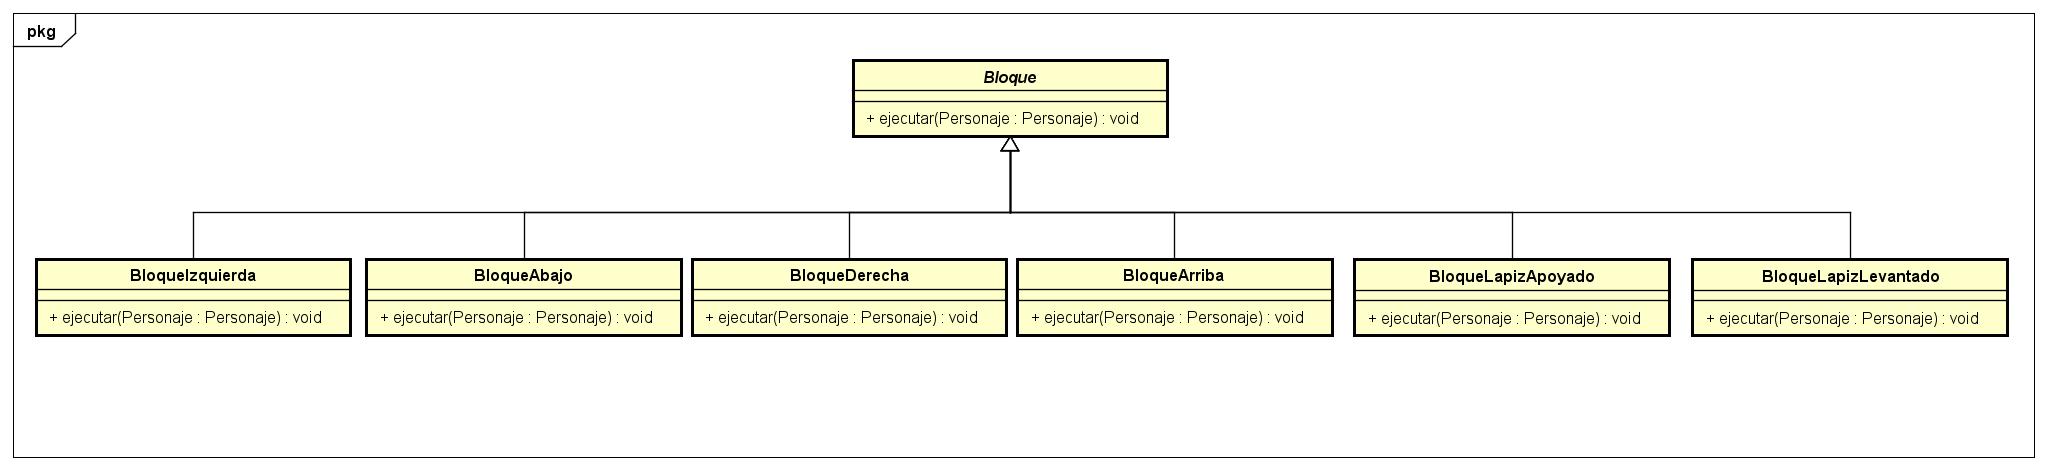 pkg
Bloque
+ ejecutar(Personaje : Personaje) : void
BloqueIzquierda
+ ejecutar(Personaje : Personaje) : void
BloqueAbajo
+ ejecutar(Personaje : Personaje) : void
BloqueDerecha
+ ejecutar(Personaje : Personaje) : void
BloqueArriba
+ ejecutar(Personaje : Personaje) : void
BloqueLapizApoyado
+ ejecutar(Personaje : Personaje) : void
BloqueLapizLevantado
+ ejecutar(Personaje : Personaje) : void